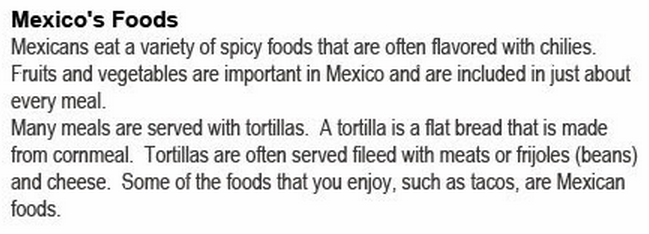 Mexico's Foods
Mexicans eat a variety of spicy foods that are often flavored with chilies.
Fruits and vegetables are important in Mexico and are included in just about
every meal.
Many meals are served with tortillas.  A tortilla is a flat bread that is made
from cornmeal.  Tortillas are often served fileed with meats or frijoles (beans)
and cheese.  Some of the foods that you enjoy, such as tacos, are Mexican
foods.